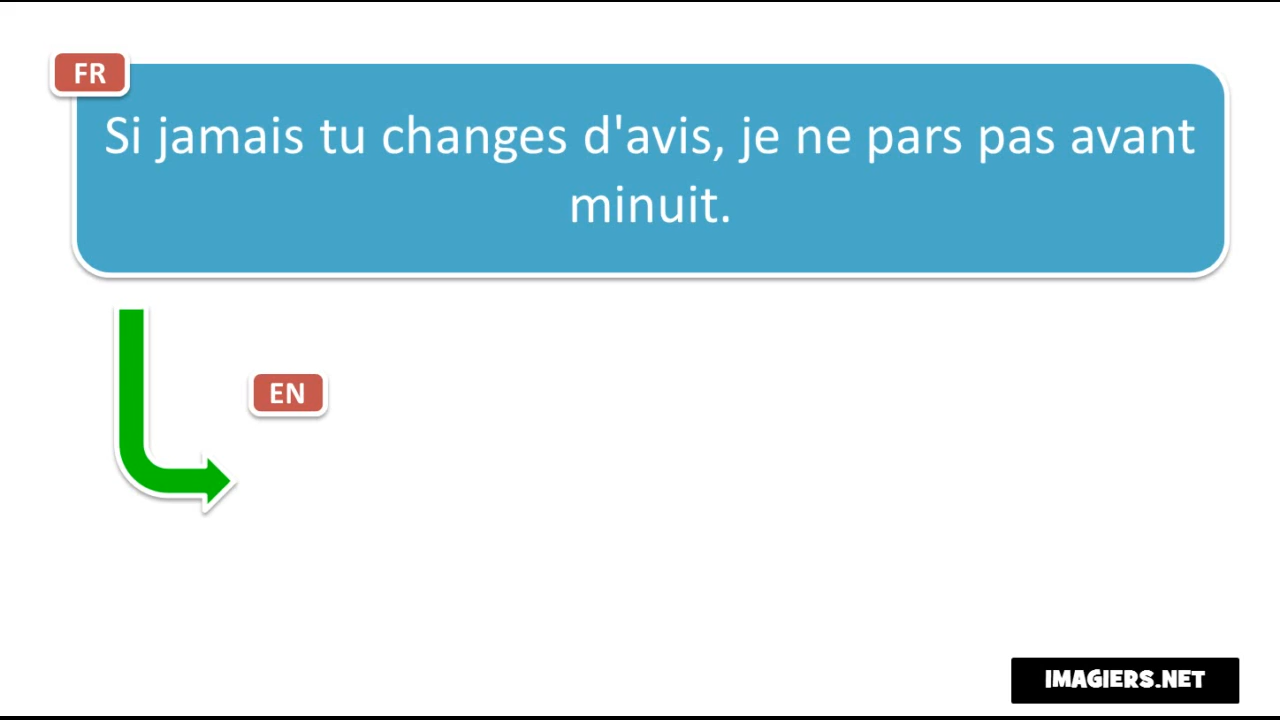 FR
Si jamais tu changes d'avis, je ne pars pas avant
minuit.
EN
IMAGIERS.NET